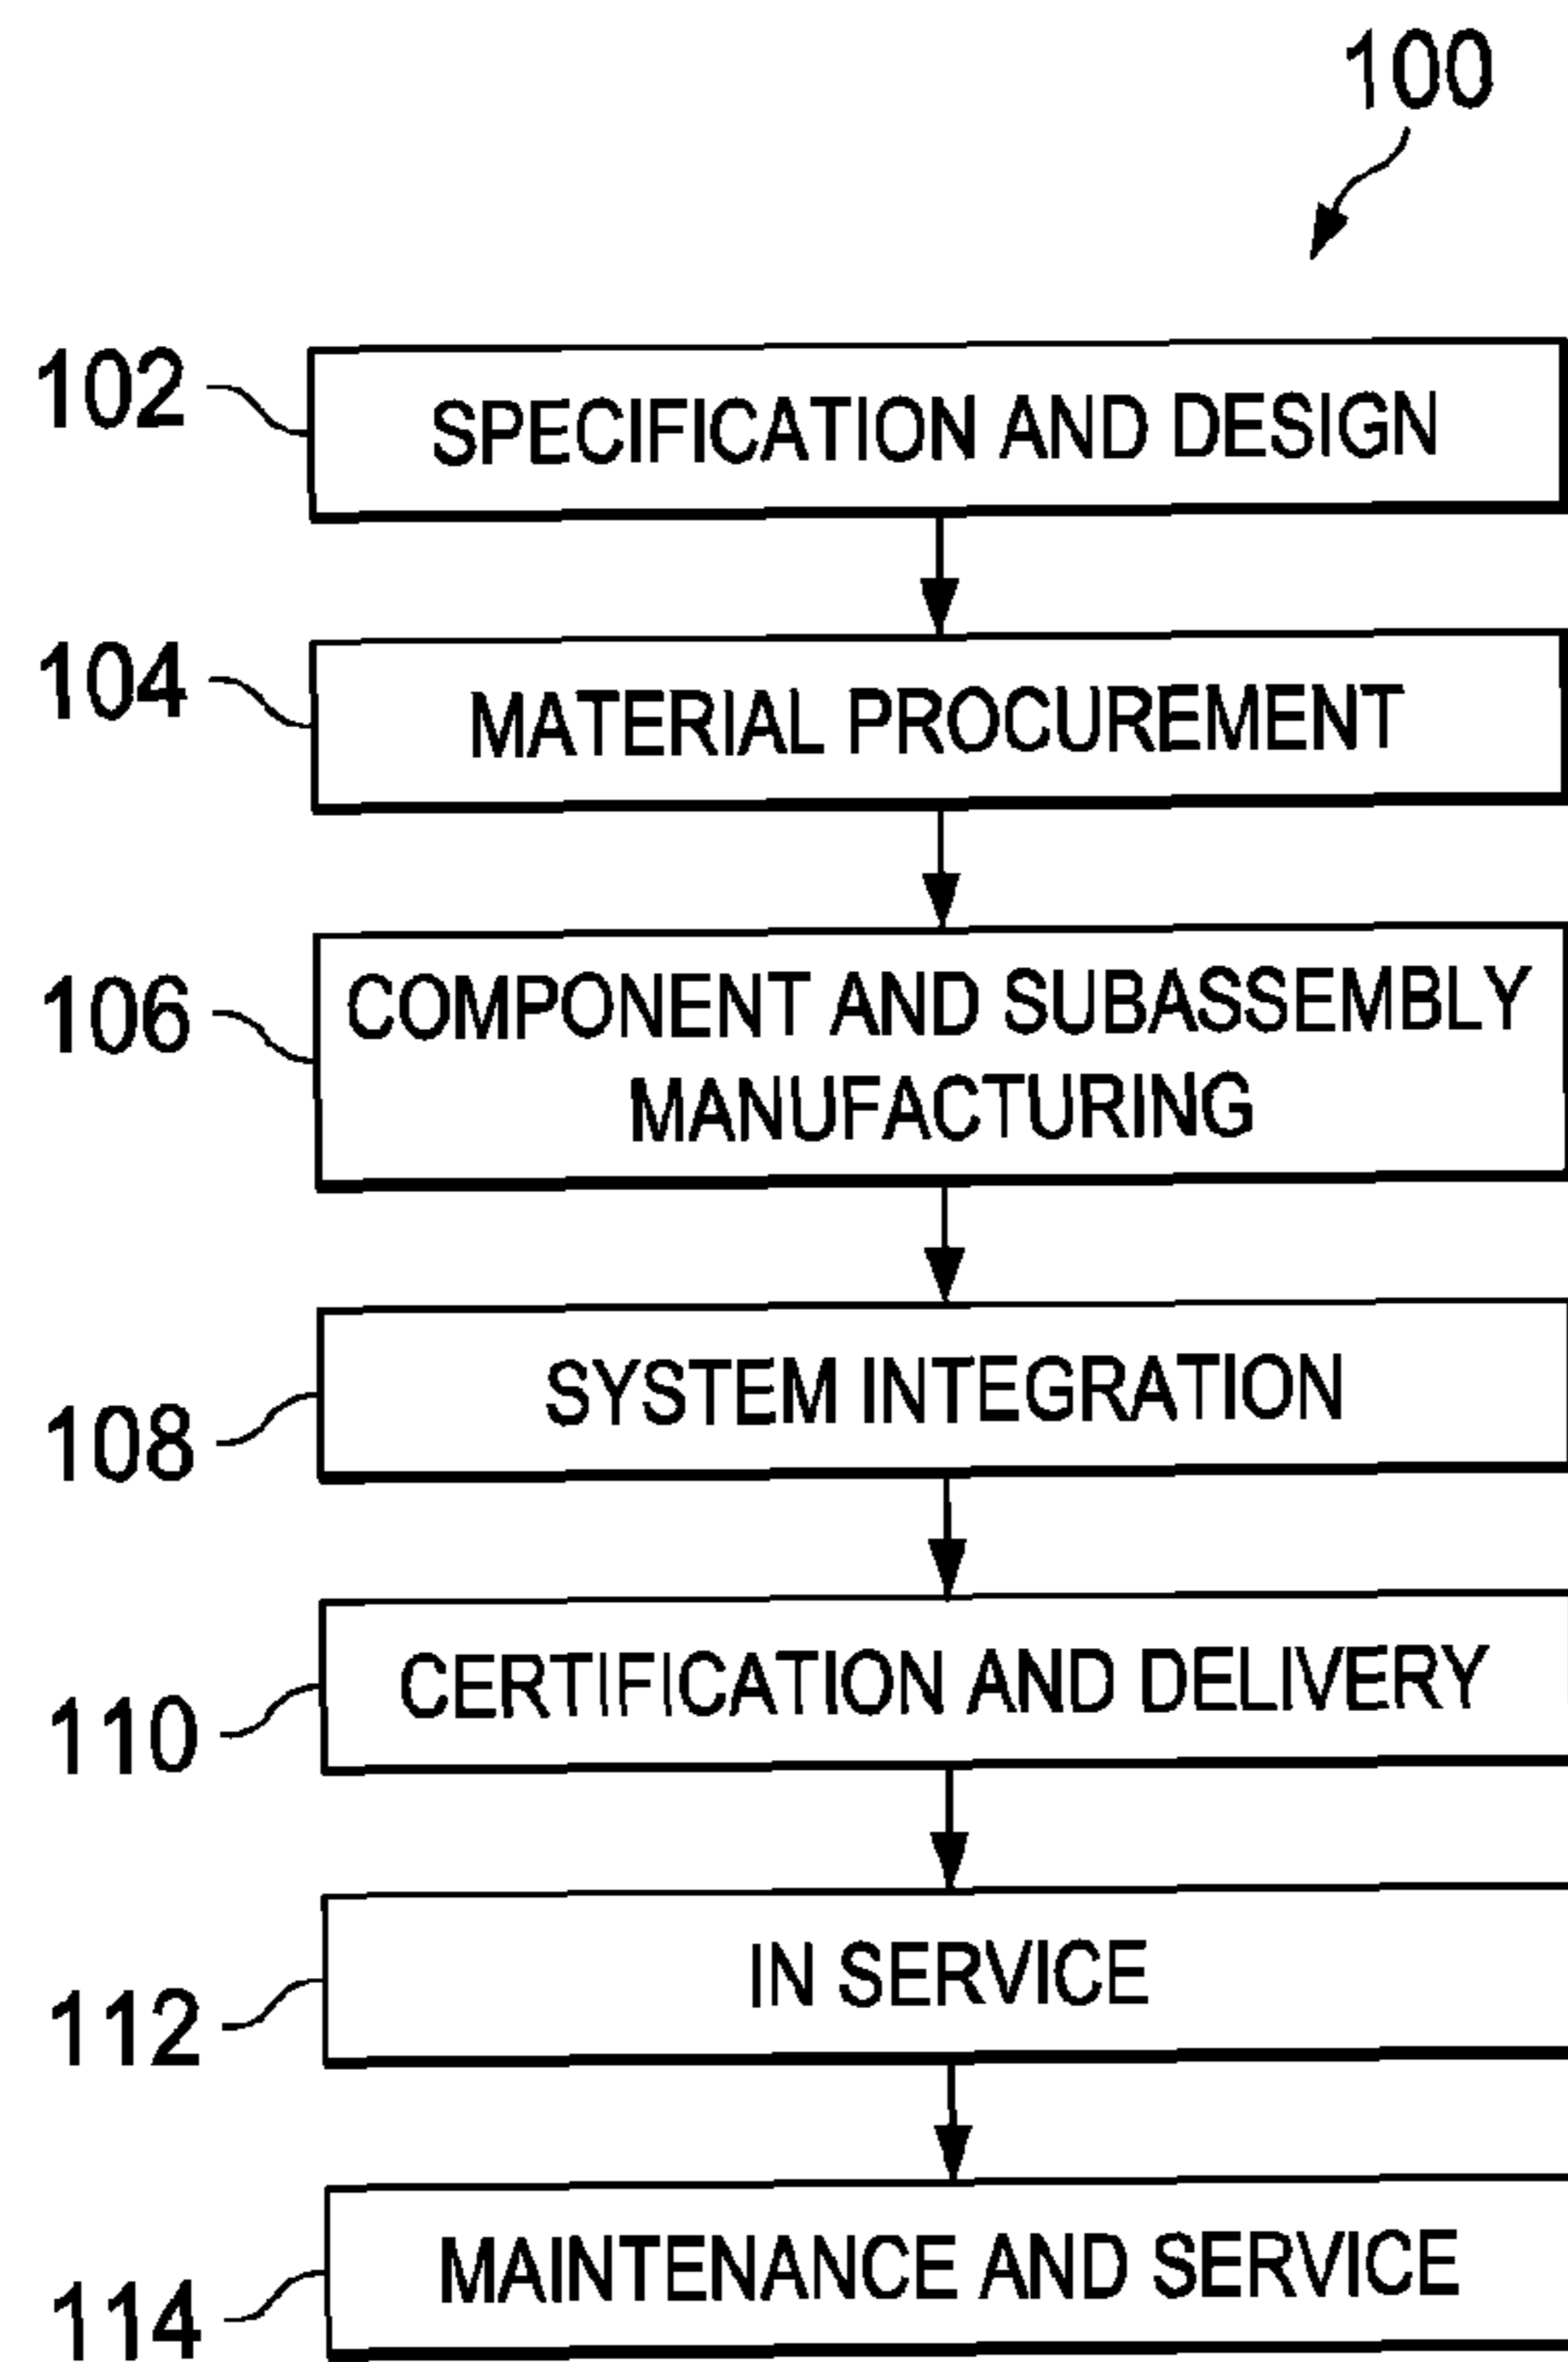 100
102
SPECIFICATION AND DESIGN
104
MATERIAL PROCUREMENT
106
COMPONENT AND SUBASSEMBLY
MANUFACTURING
108
SYSTEM INTEGRATION
110
CERTIFICATION AND DELIVERY
112
IN SERVICE
114
MAINTENANCE AND SERVICE